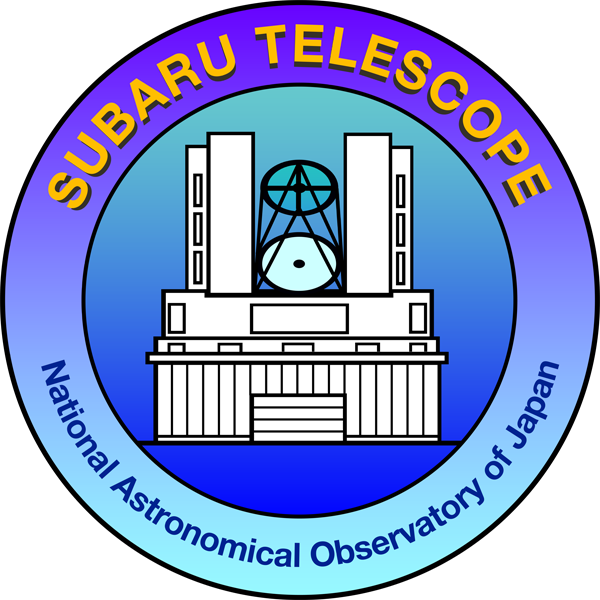 SUBARU TELESCOPE
National Astronomical Observatory of Japan